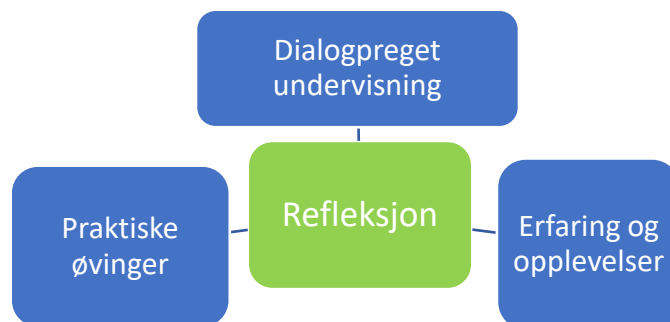 Dialogpreget
undervisning
Refleksjon
Praktiske
øvinger
Erfaring og
opplevelser